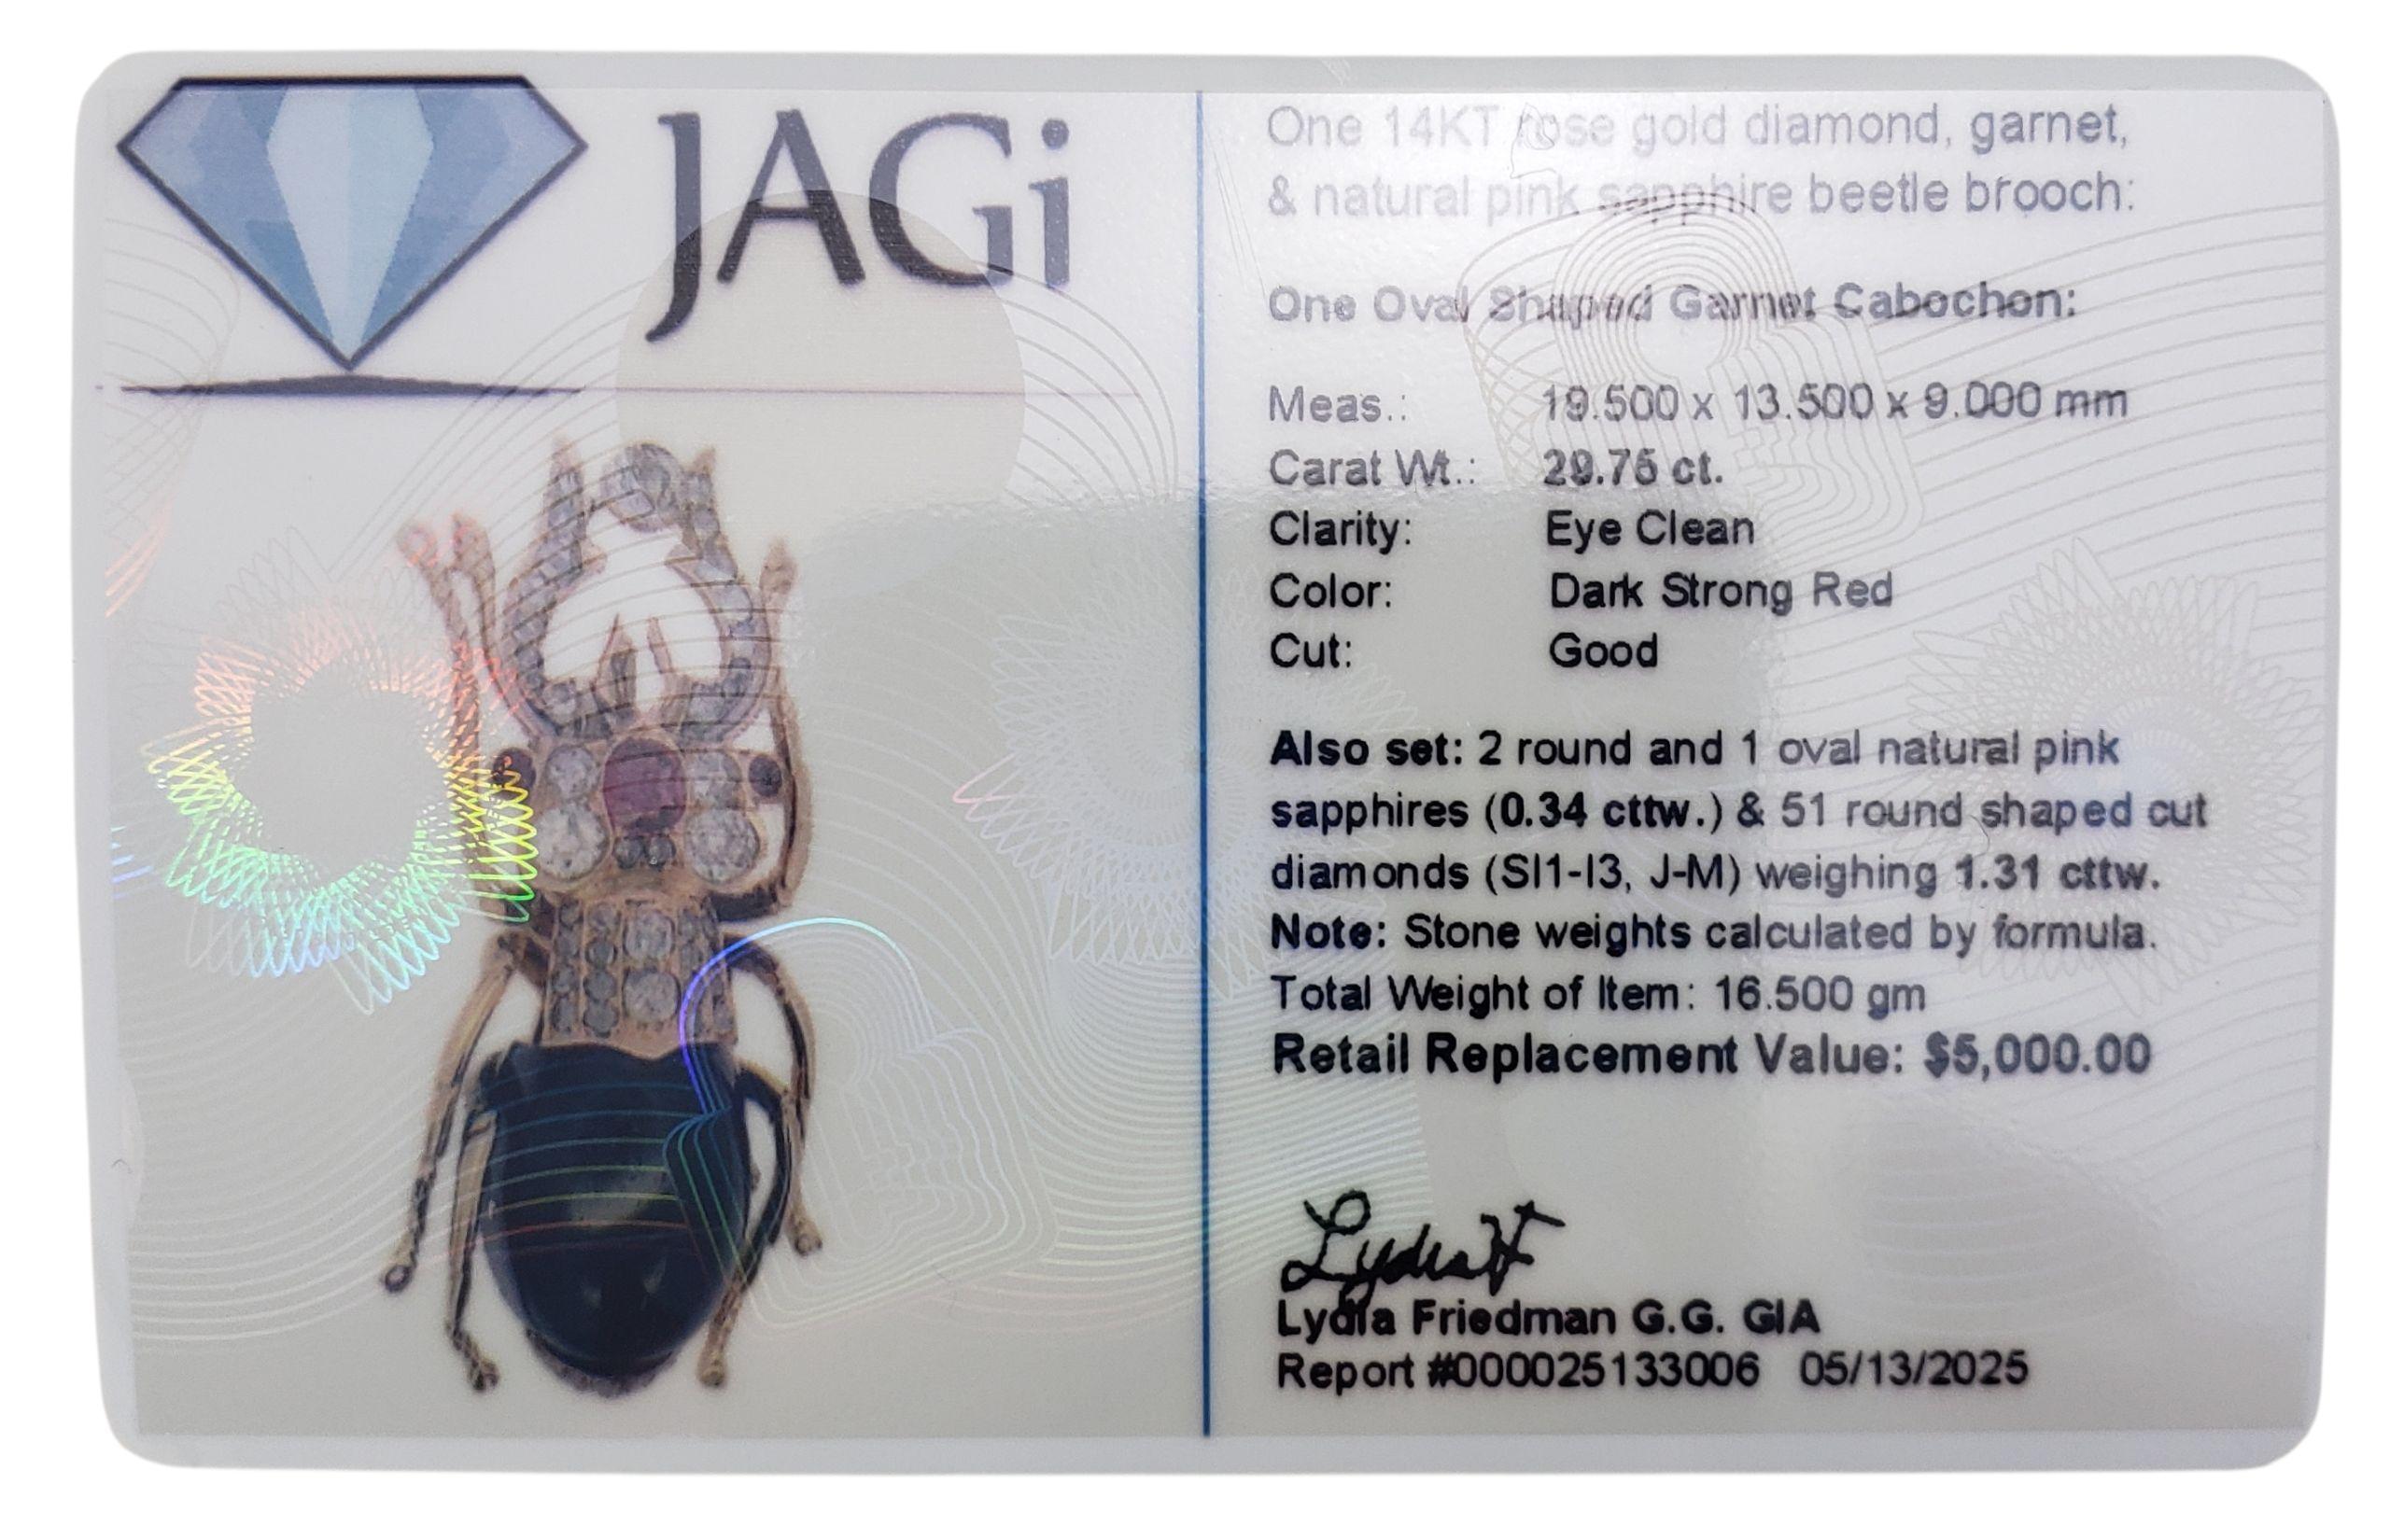 JAGi
One 14KT rose gold diamond, garnet,
& natural pink sapphire beetle brooch:
One Oval Shaped Garnet Cabochon:
Meas.: 19.500 x 13.500 x 9.000 mm
Carat Wt.: 29.75 ct.
Clarity: Eye Clean
Color: Dark Strong Red
Cut: Good
Also set: 2 round and 1 oval natural pink
sapphires (0.34 cttw.) & 51 round shaped cut
diamonds (SI1-I3, J-M) weighing 1.31 cttw.
Note: Stone weights calculated by formula.
Total Weight of Item: 16.500 gm
Retail Replacement Value: $5,000.00
Lydia F
Lydia Friedman G.G. GIA
Report #000025133006 05/13/2025